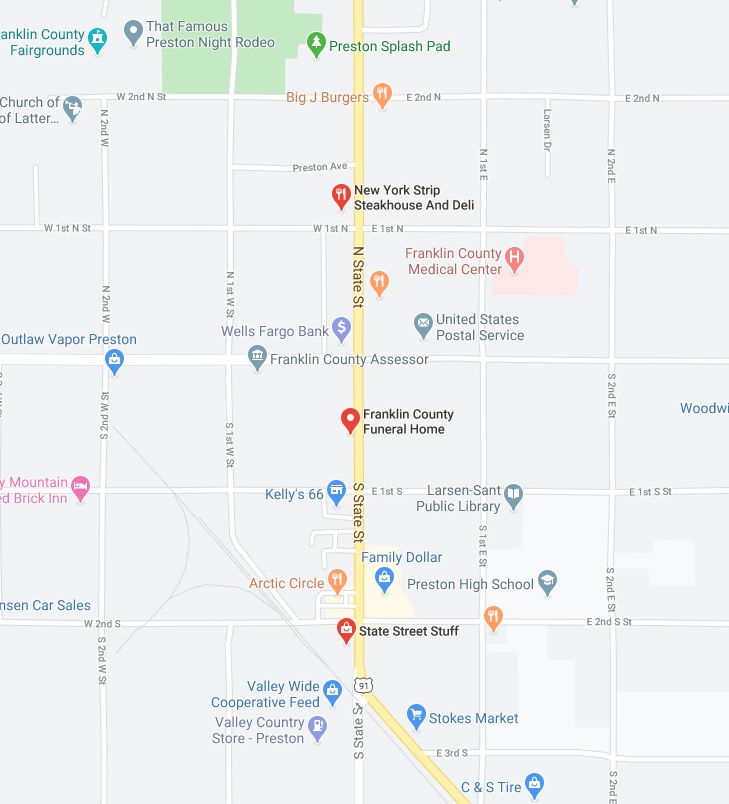 That Famous
Preston Night Rodeo
anklin County
Fairgrounds
Preston Splash Pad
Big J Burgers
W 2nd N St
E 2nd N
E 2nd N
Church of
of Latter...
N 2nd W
Larsen Dr
N 1st E
N 2nd E
Preston Ave
New York Strip
Steakhouse And Deli
W 1st N St
W 1st N
E 1st N
E 1st N
N State St
Franklin County
Medical Center
N 2nd W
N 1st W St
United States
Postal Service
Wells Fargo Bank
Outlaw Vapor Preston
Franklin County Assessor
S 2nd W St
S 1st W St
S 2nd E St
Woodwi
Franklin County
Funeral Home
y Mountain
ed Brick Inn
Kelly's 66
S State St
E 1st S
Larsen-Sant
Public Library
E 1st S St
S 1st E St
Family Dollar
Arctic Circle
Preston High School
S 2nd E St
nsen Car Sales
W 2nd S
State Street Stuff
E 2nd S St
S 2nd W St
91
Valley Wide
Cooperative Feed
S State St
Valley Country
Store - Preston
Stokes Market
E 3rd S
C & S Tire
S 2nd E St